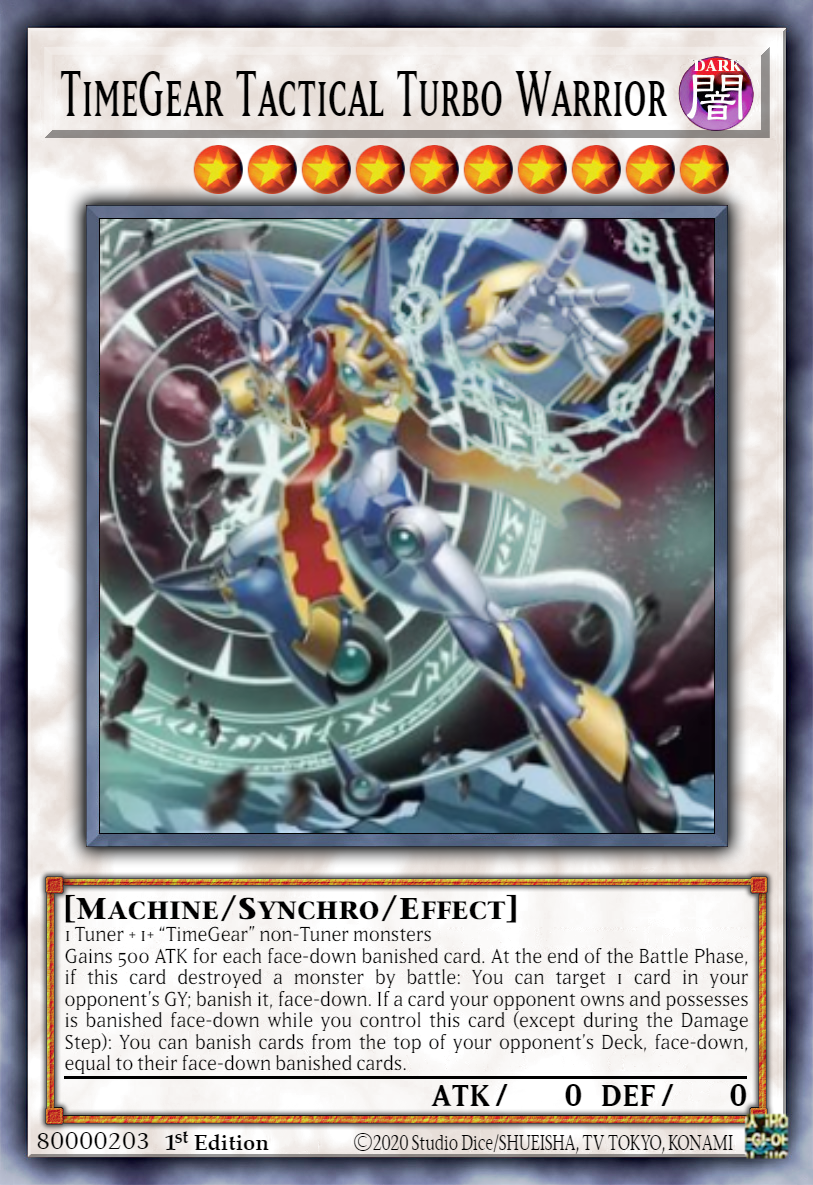 TimeGear Tactical Turbo Warrior
DARK
闇
[Machine/Synchro/Effect]
1 Tuner + 1+ “TimeGear” non-Tuner monsters
Gains 500 ATK for each face-down banished card. At the end of the Battle Phase,
if this card destroyed a monster by battle: You can target 1 card in your
opponent’s GY; banish it, face-down. If a card your opponent owns and possesses
is banished face-down while you control this card (except during the Damage
Step): You can banish cards from the top of your opponent’s Deck, face-down,
equal to their face-down banished cards.
ATK/ 0 DEF/ 0
80000203 1st Edition ©2020 Studio Dice/SHUEISHA, TV TOKYO, KONAMI